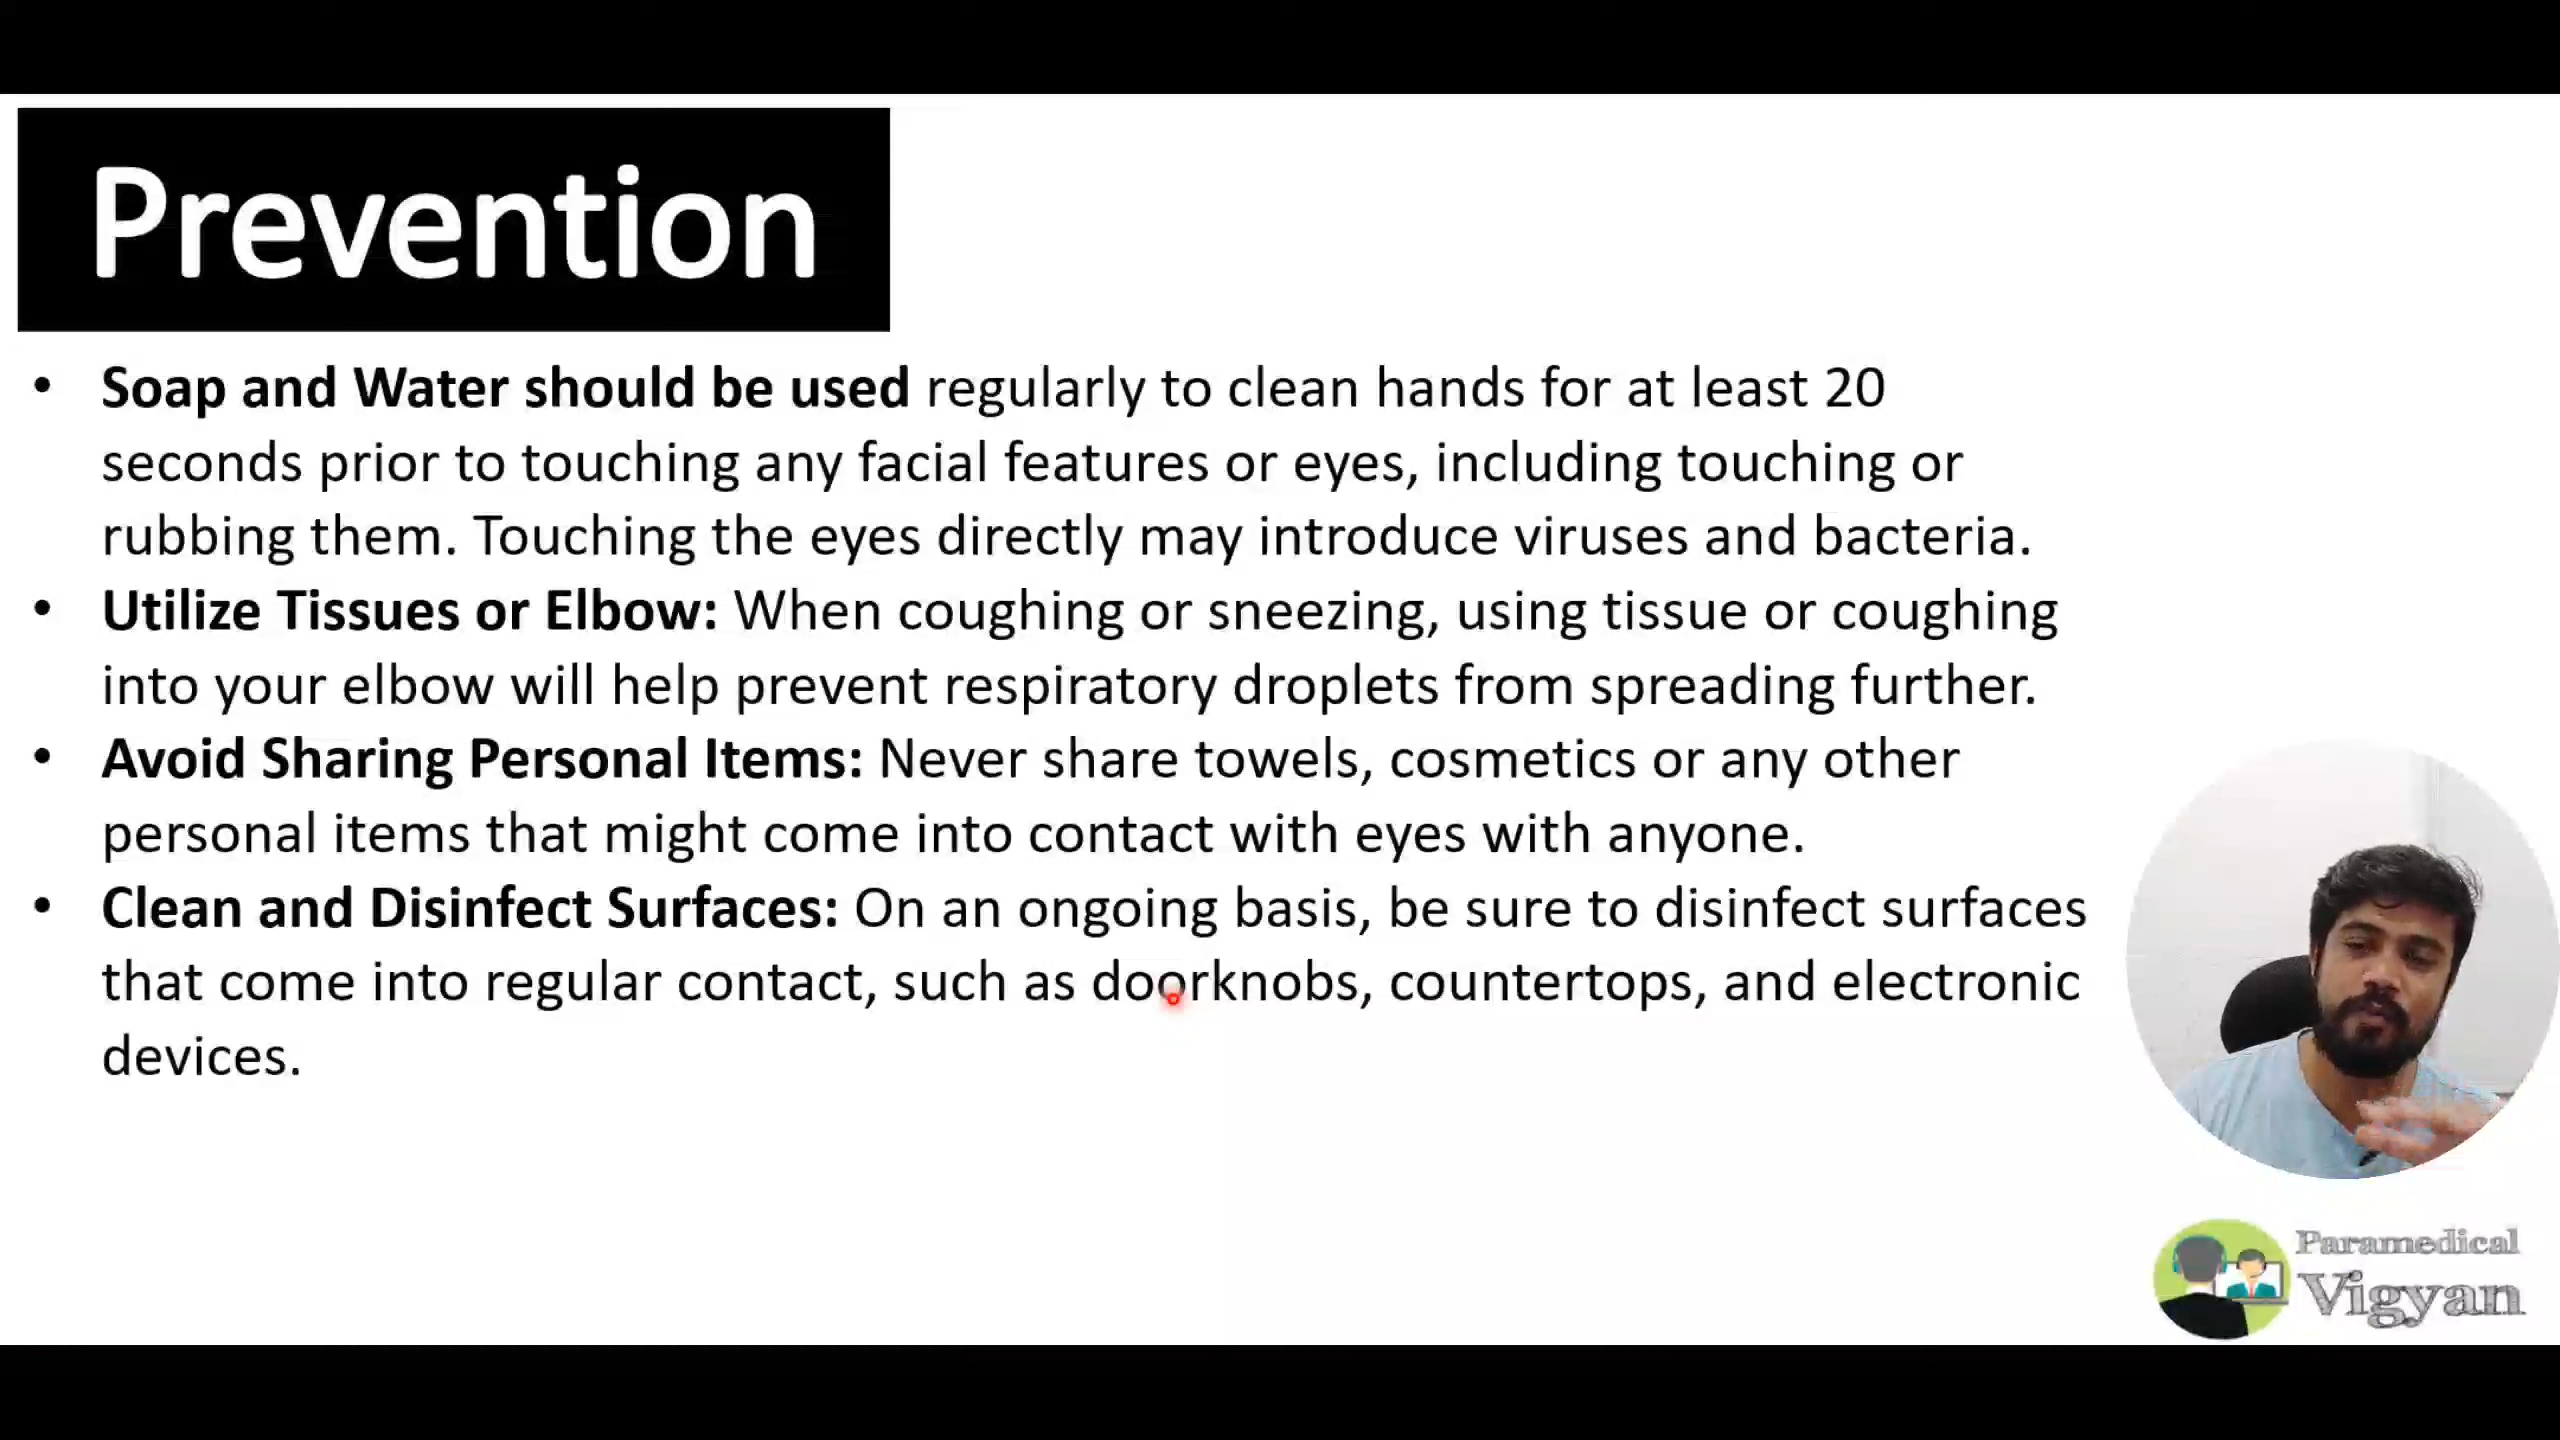 Prevention
• Soap and Water should be used regularly to clean hands for at least 20
seconds prior to touching any facial features or eyes, including touching or
rubbing them. Touching the eyes directly may introduce viruses and bacteria.
• Utilize Tissues or Elbow: When coughing or sneezing, using tissue or coughing
into your elbow will help prevent respiratory droplets from spreading further.
• Avoid Sharing Personal Items: Never share towels, cosmetics or any other
personal items that might come into contact with eyes with anyone.
• Clean and Disinfect Surfaces: On an ongoing basis, be sure to disinfect surfaces
that come into regular contact, such as doorknobs, countertops, and electronic
devices.
Paramedical
Vigyan